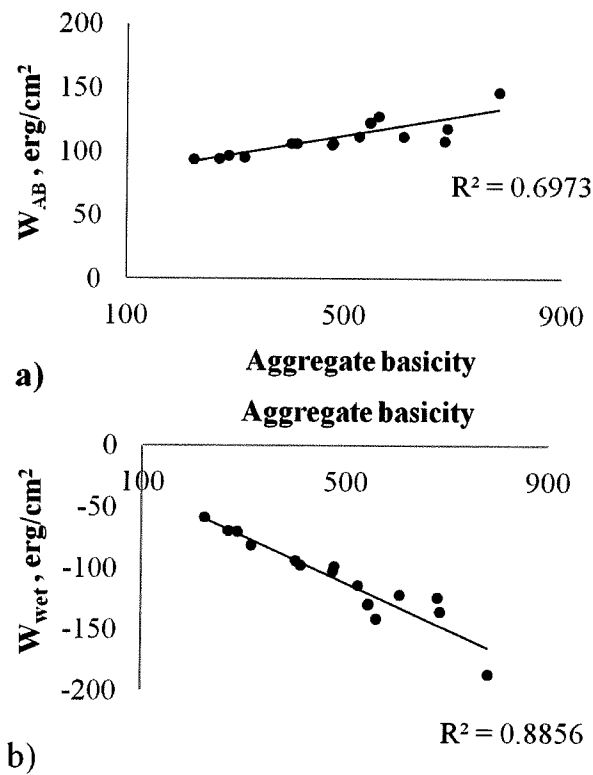 200
150
100
50
0
W_AB , erg/cm²
R² = 0.6973
100 500 900
Aggregate basicity
a)
Aggregate basicity
0
100 500 900
-50
-100
-150
-200
W_wet , erg/cm²
R² = 0.8856
b)